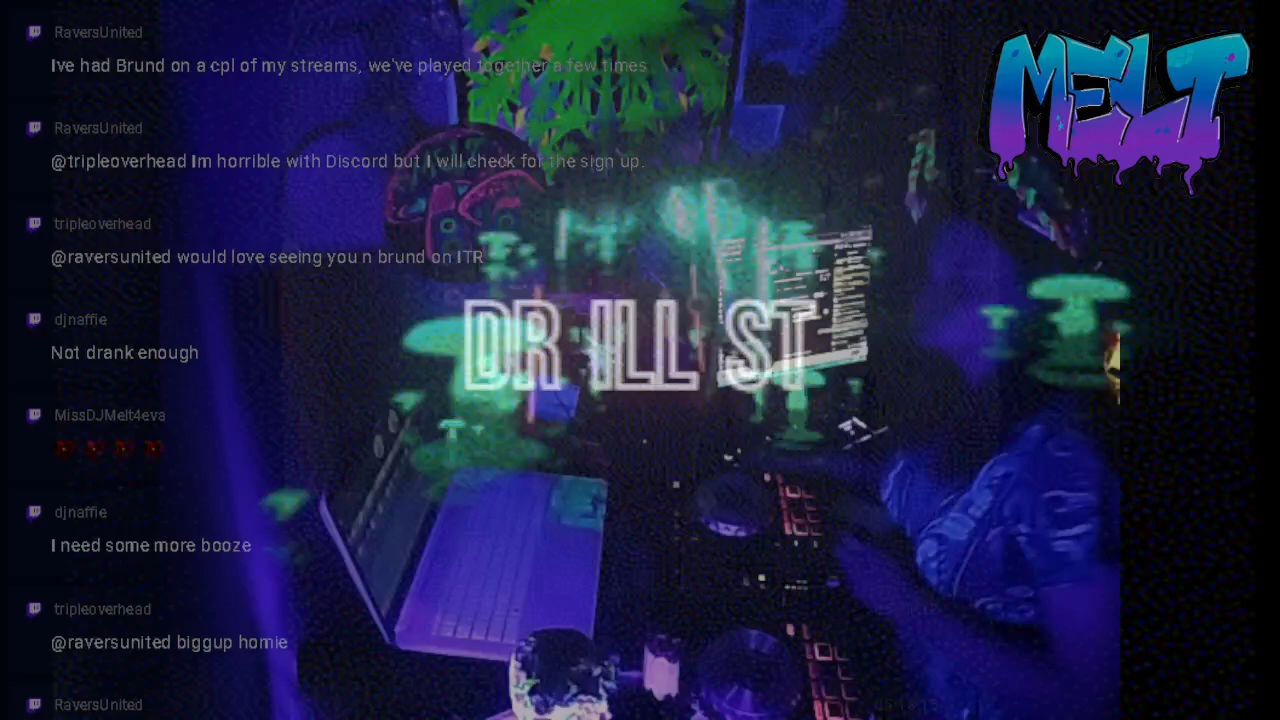 RaversUnited
Ive had Brund on a cpl of my streams, we've played together a few times
RaversUnited
@tripleoverhead Im horrible with Discord but I will check for the sign up.
tripleoverhead
@raversunited would love seeing you n brund on ITR
djnaffie
Not drank enough
MissDJMelt4eva
djnaffie
I need some more booze
tripleoverhead
@raversunited biggup homie
RaversUnited
MELT
DR ILL ST